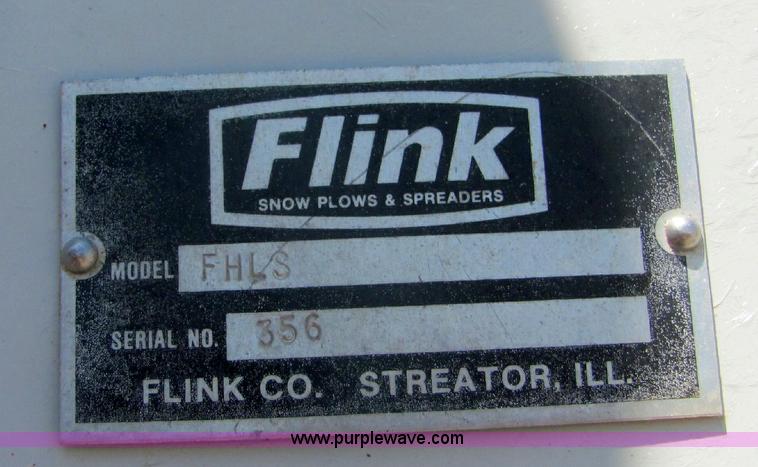 Flink
SNOW PLOWS & SPREADERS
MODEL FHLS
SERIAL NO. 356
FLINK CO. STREATOR, ILL.
www.purplewave.com